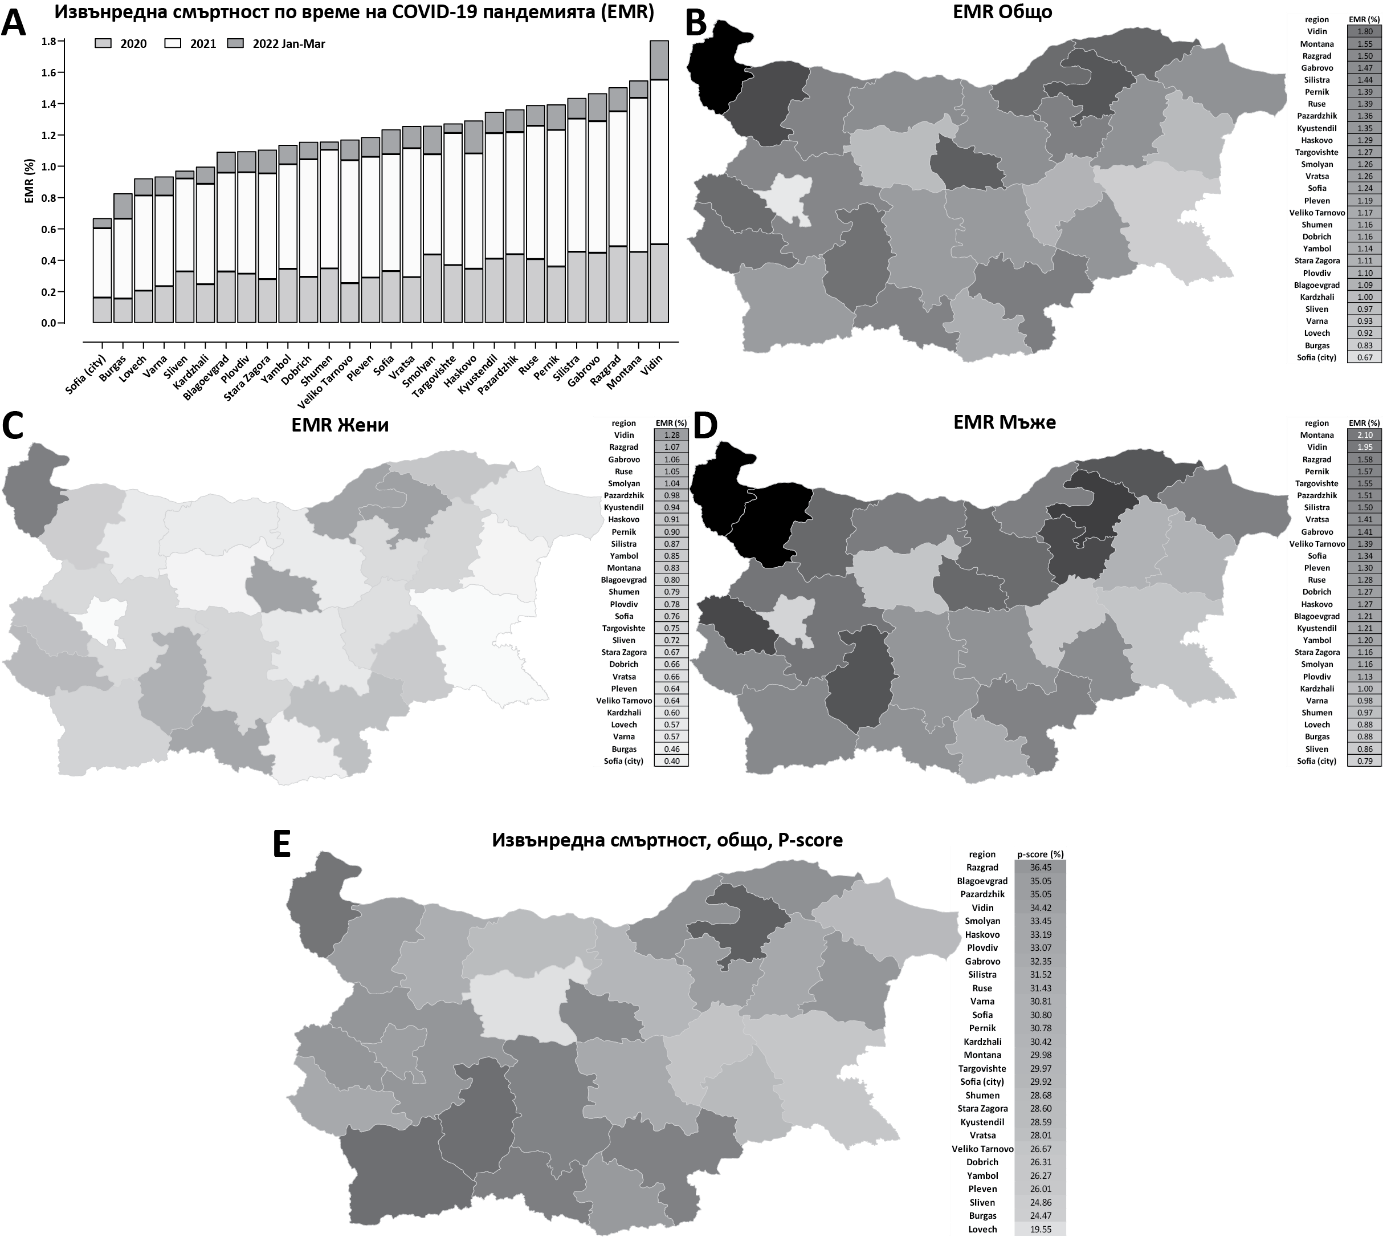 A
Извънредна смъртност по време на COVID-19 пандемията (EMR)
2020 2021 2022 Jan-Mar
EMR (%)
1.8
1.6
1.4
1.2
1.0
0.8
0.6
0.4
0.2
0.0
Sofia (city)
Burgas
Lovech
Varna
Sliven
Kardzhali
Blagoevgrad
Plovdiv
Stara Zagora
Yambol
Dobrich
Shumen
Veliko Tarnovo
Pleven
Sofia
Vratsa
Smolyan
Targovishte
Haskovo
Kyustendil
Pazardzhik
Ruse
Pernik
Silistra
Gabrovo
Razgrad
Montana
Vidin
B
EMR Общо
region EMR (%)
Vidin 1.80
Montana 1.55
Razgrad 1.50
Gabrovo 1.47
Silistra 1.44
Pernik 1.39
Ruse 1.39
Pazardzhik 1.36
Kyustendil 1.35
Haskovo 1.29
Targovishte 1.27
Smolyan 1.26
Vratsa 1.26
Sofia 1.24
Pleven 1.19
Veliko Tarnovo 1.17
Shumen 1.16
Dobrich 1.16
Yambol 1.14
Stara Zagora 1.11
Plovdiv 1.10
Blagoevgrad 1.09
Kardzhali 1.00
Sliven 0.97
Varna 0.93
Lovech 0.92
Burgas 0.83
Sofia (city) 0.67
C
EMR Жени
region EMR (%)
Vidin 1.28
Razgrad 1.07
Gabrovo 1.06
Ruse 1.05
Smolyan 1.04
Pazardzhik 0.98
Kyustendil 0.94
Haskovo 0.91
Pernik 0.90
Silistra 0.87
Yambol 0.85
Montana 0.83
Blagoevgrad 0.80
Shumen 0.79
Plovdiv 0.78
Sofia 0.76
Targovishte 0.75
Sliven 0.72
Stara Zagora 0.67
Dobrich 0.66
Vratsa 0.66
Pleven 0.64
Veliko Tarnovo 0.64
Kardzhali 0.60
Lovech 0.57
Varna 0.57
Burgas 0.46
Sofia (city) 0.40
D
EMR Мъже
region EMR (%)
Montana 2.10
Vidin 1.95
Razgrad 1.58
Pernik 1.57
Targovishte 1.55
Pazardzhik 1.51
Silistra 1.50
Vratsa 1.41
Gabrovo 1.41
Veliko Tarnovo 1.39
Sofia 1.34
Pleven 1.30
Ruse 1.28
Dobrich 1.27
Haskovo 1.27
Blagoevgrad 1.21
Kyustendil 1.21
Yambol 1.20
Stara Zagora 1.16
Smolyan 1.16
Plovdiv 1.13
Kardzhali 1.00
Varna 0.98
Shumen 0.97
Lovech 0.88
Burgas 0.88
Sliven 0.86
Sofia (city) 0.79
E
Извънредна смъртност, общо, P-score
region p-score (%)
Razgrad 36.45
Blagoevgrad 35.05
Pazardzhik 35.05
Vidin 34.42
Smolyan 33.45
Haskovo 33.19
Plovdiv 33.07
Gabrovo 32.35
Silistra 31.52
Ruse 31.43
Varna 30.81
Sofia 30.80
Pernik 30.78
Kardzhali 30.42
Montana 29.98
Targovishte 29.97
Sofia (city) 29.92
Shumen 28.68
Stara Zagora 28.60
Kyustendil 28.59
Vratsa 28.01
Veliko Tarnovo 26.67
Dobrich 26.31
Yambol 26.27
Pleven 26.01
Sliven 24.86
Burgas 24.47
Lovech 19.55